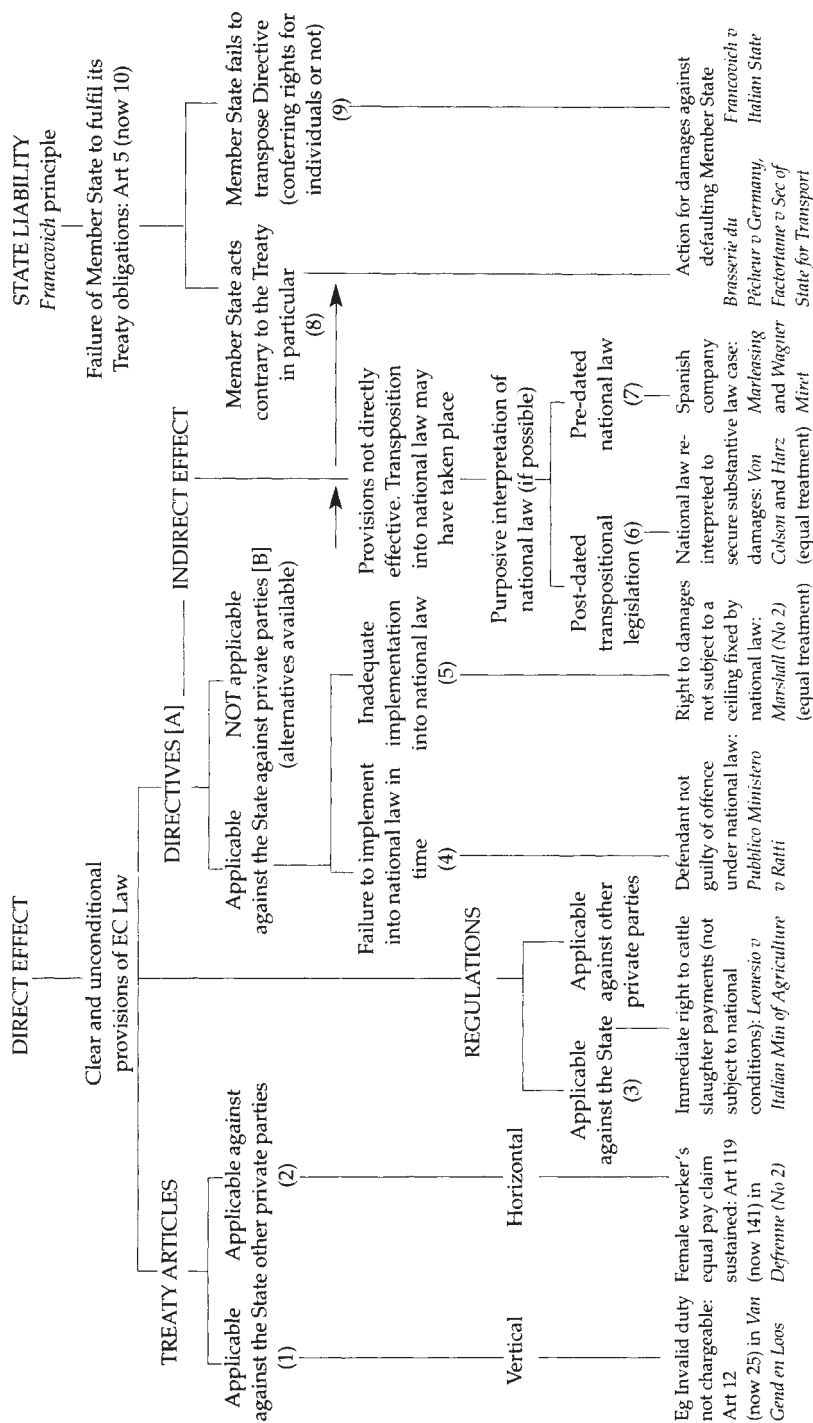 DIRECT EFFECT
Clear and unconditional
provisions of EC Law
TREATY ARTICLES
Applicable
against the State
(1)
Applicable against
other private parties
(2)
Vertical
Horizontal
Eg Invalid duty
not chargeable:
Art 12
(now 25) in Van
Gend en Loos
Female worker's
equal pay claim
sustained: Art 119
(now 141) in
Defrenne (No 2)
REGULATIONS
Applicable
against the State
(3)
Applicable
against other
private parties
Immediate right to cattle
slaughter payments (not
subject to national
conditions): Leonesio v
Italian Min of Agriculture
DIRECTIVES [A]
Applicable
against the State
NOT applicable
against private parties [B]
(alternatives available)
Failure to implement
into national law in
time
(4)
Inadequate
implementation
into national law
(5)
Defendant not
guilty of offence
under national law:
Pubblico Ministero
v Ratti
Right to damages
not subject to a
ceiling fixed by
national law:
Marshall (No 2)
(equal treatment)
INDIRECT EFFECT
Provisions not directly
effective. Transposition
into national law may
have taken place
Purposive interpretation of
national law (if possible)
Post-dated
transpositional
legislation (6)
Pre-dated
national law
(7)
National law re-
interpreted to
secure substantive
damages: Von
Colson and Harz
(equal treatment)
Spanish
company
law case:
Marleasing
and Wagner
Miret
STATE LIABILITY
Francovich principle
Failure of Member State to fulfil its
Treaty obligations: Art 5 (now 10)
Member State acts
contrary to the Treaty
in particular
(8)
Member State fails to
transpose Directive
(conferring rights for
individuals or not)
(9)
Action for damages against
defaulting Member State
Brasserie du
Pêcheur v Germany,
Factortame v Sec of
State for Transport
Francovich v
Italian State